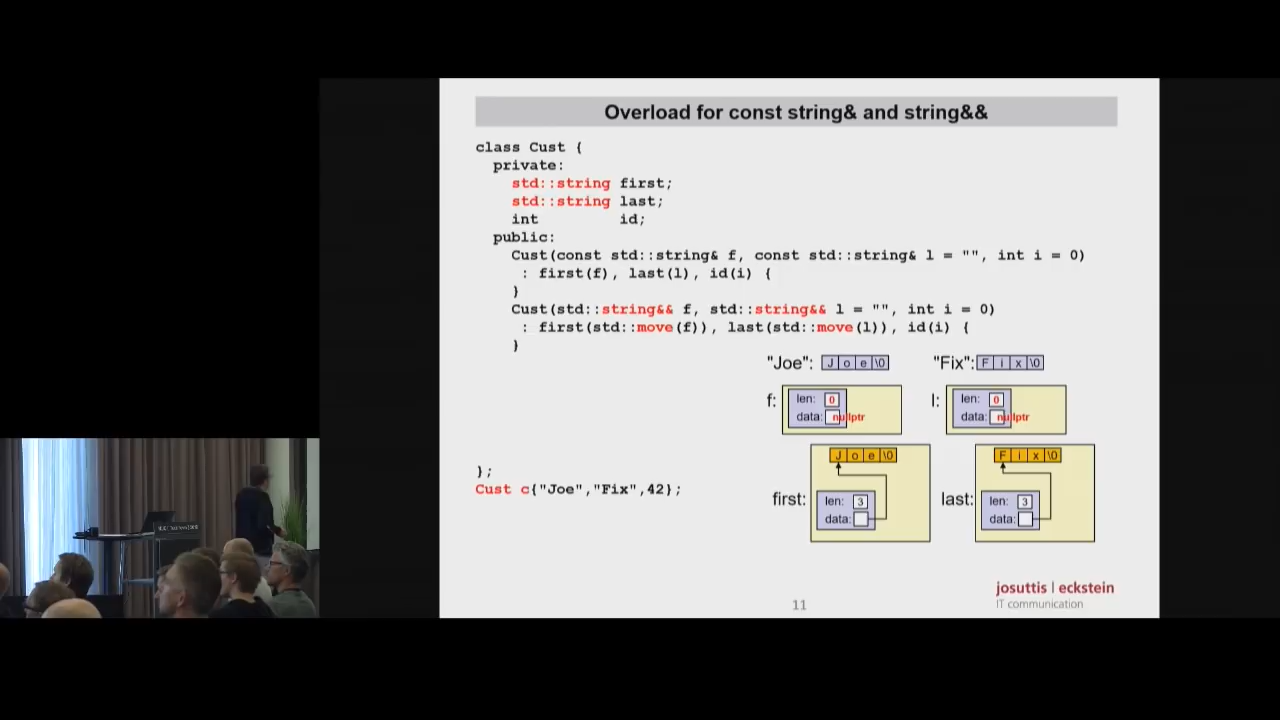 Overload for const string& and string&&
class Cust {
private:
std::string first;
std::string last;
int id;
public:
Cust(const std::string& f, const std::string& l = "", int i = 0)
: first(f), last(l), id(i) {
}
Cust(std::string&& f, std::string&& l = "", int i = 0)
: first(std::move(f)), last(std::move(l)), id(i) {
}
"Joe": J o e \0 "Fix": F i x \0
f: len: 0 l: len: 0
data: nullptr data: nullptr
J o e \0 F i x \0
};
Cust c{"Joe","Fix",42};
first: len: 3 last: len: 3
data: data:
josuttis | eckstein
IT communication
11